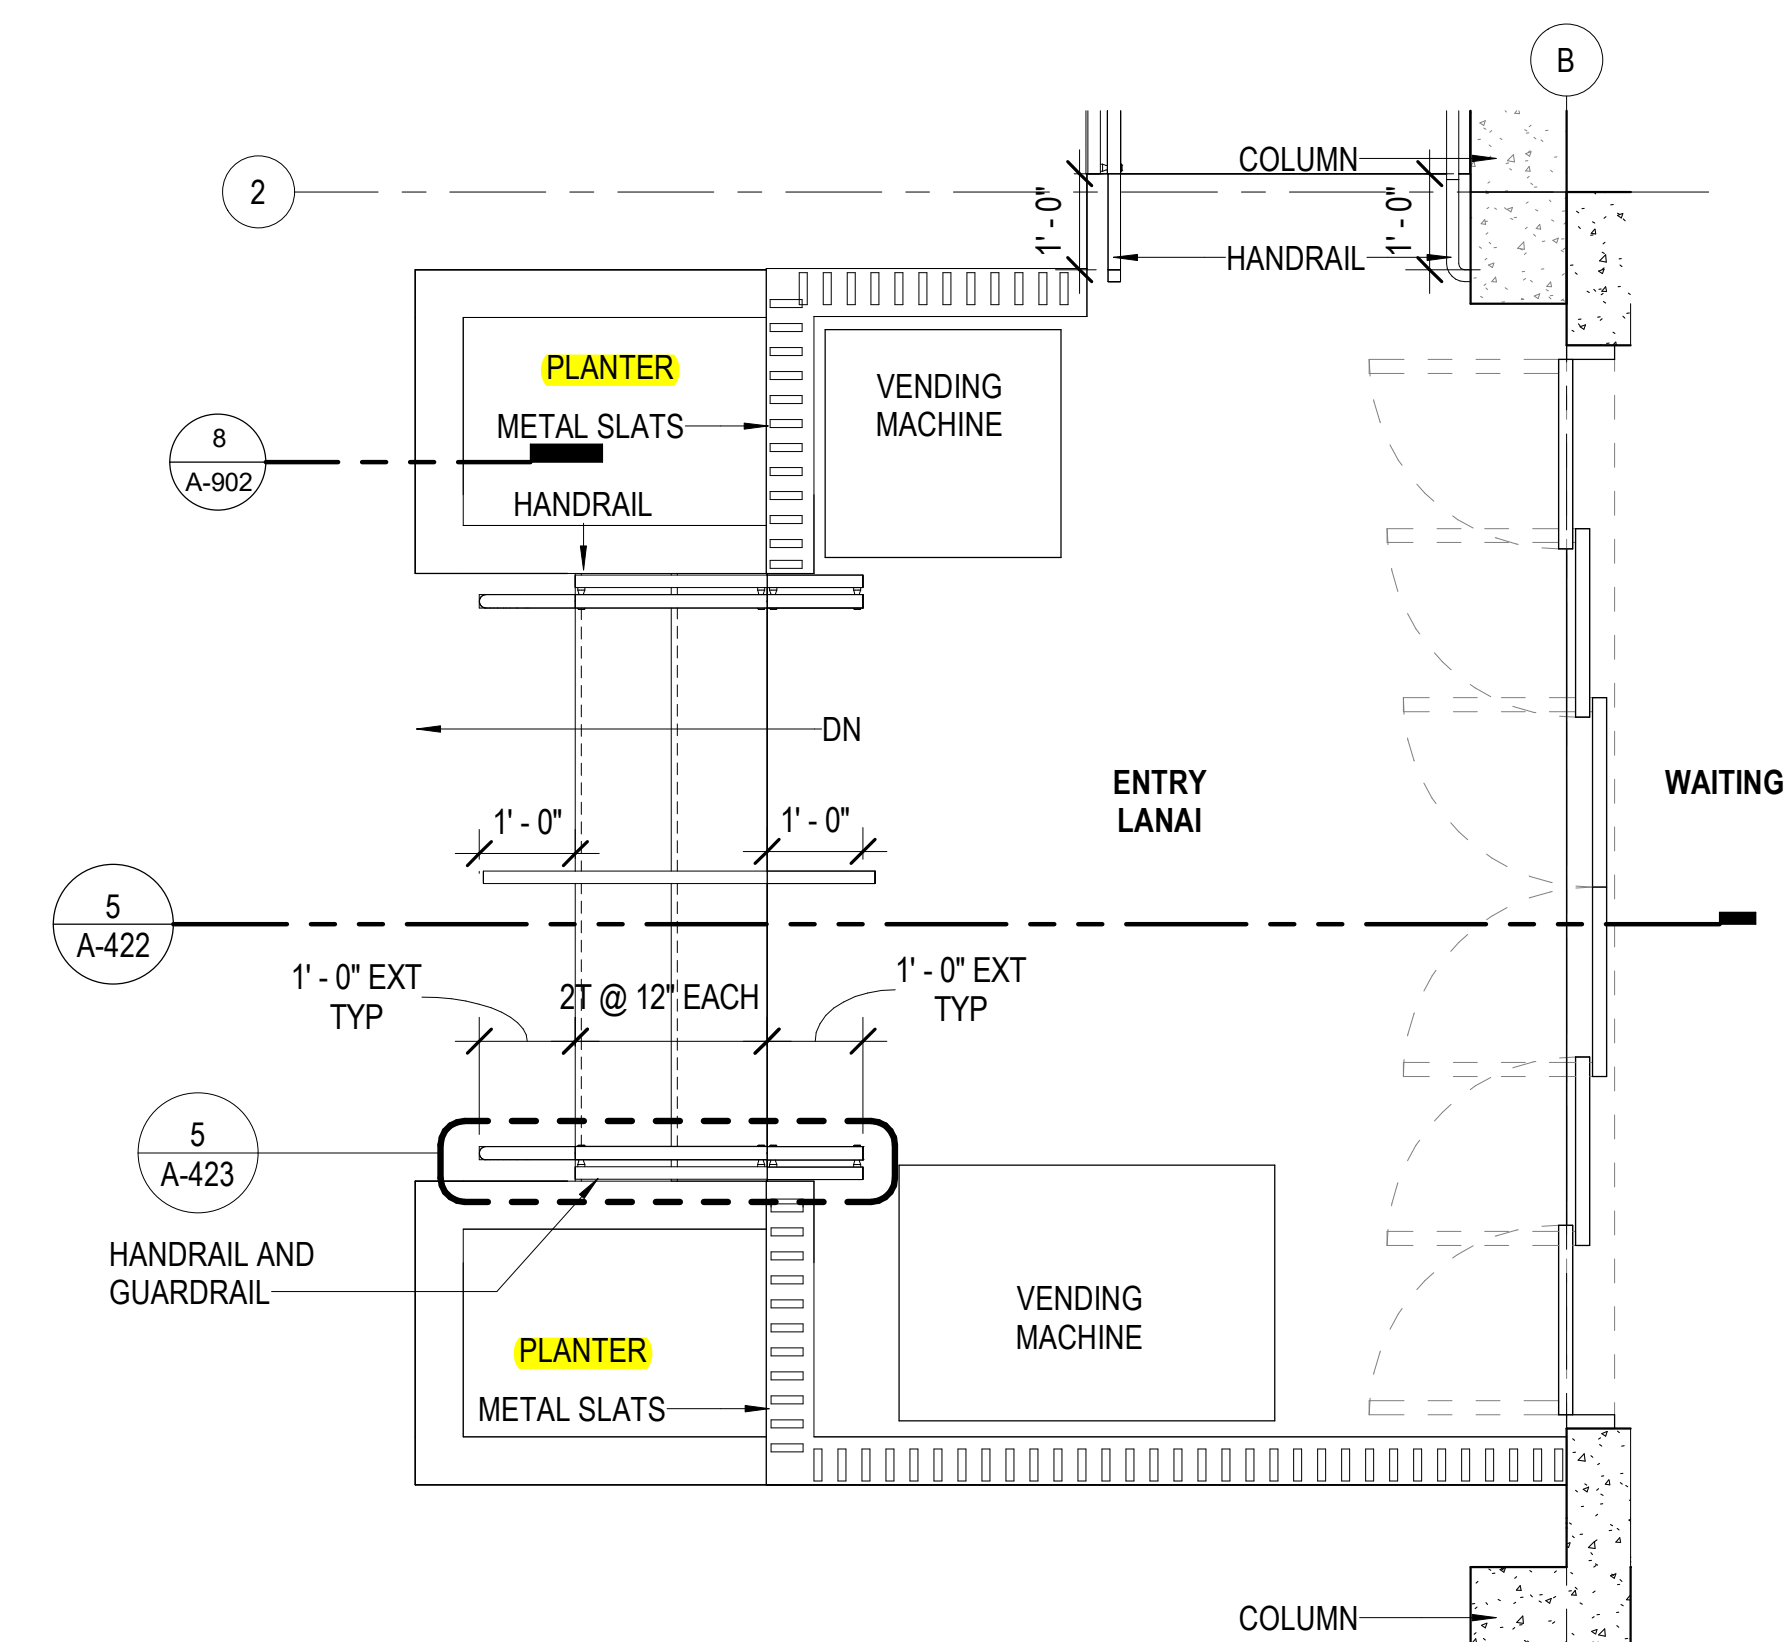 B
COLUMN
2
1' - 0"
1' - 0"
HANDRAIL
PLANTER
VENDING
MACHINE
METAL SLATS
8
A-902
HANDRAIL
DN
ENTRY
LANAI
WAITING
1' - 0"
1' - 0"
5
A-422
1' - 0" EXT
TYP
2T @ 12" EACH
1' - 0" EXT
TYP
5
A-423
HANDRAIL AND
GUARDRAIL
VENDING
MACHINE
PLANTER
METAL SLATS
COLUMN